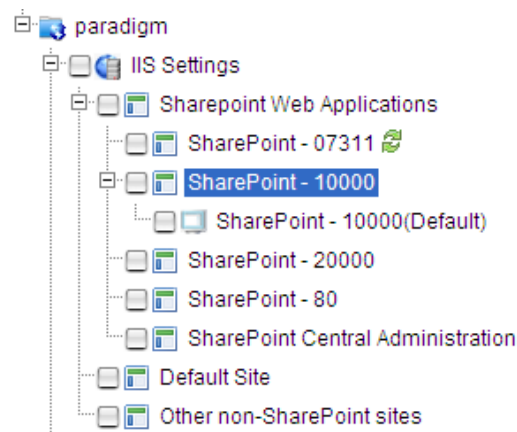 paradigm
IIS Settings
Sharepoint Web Applications
SharePoint - 07311
SharePoint - 10000
SharePoint - 10000(Default)
SharePoint - 20000
SharePoint - 80
SharePoint Central Administration
Default Site
Other non-SharePoint sites